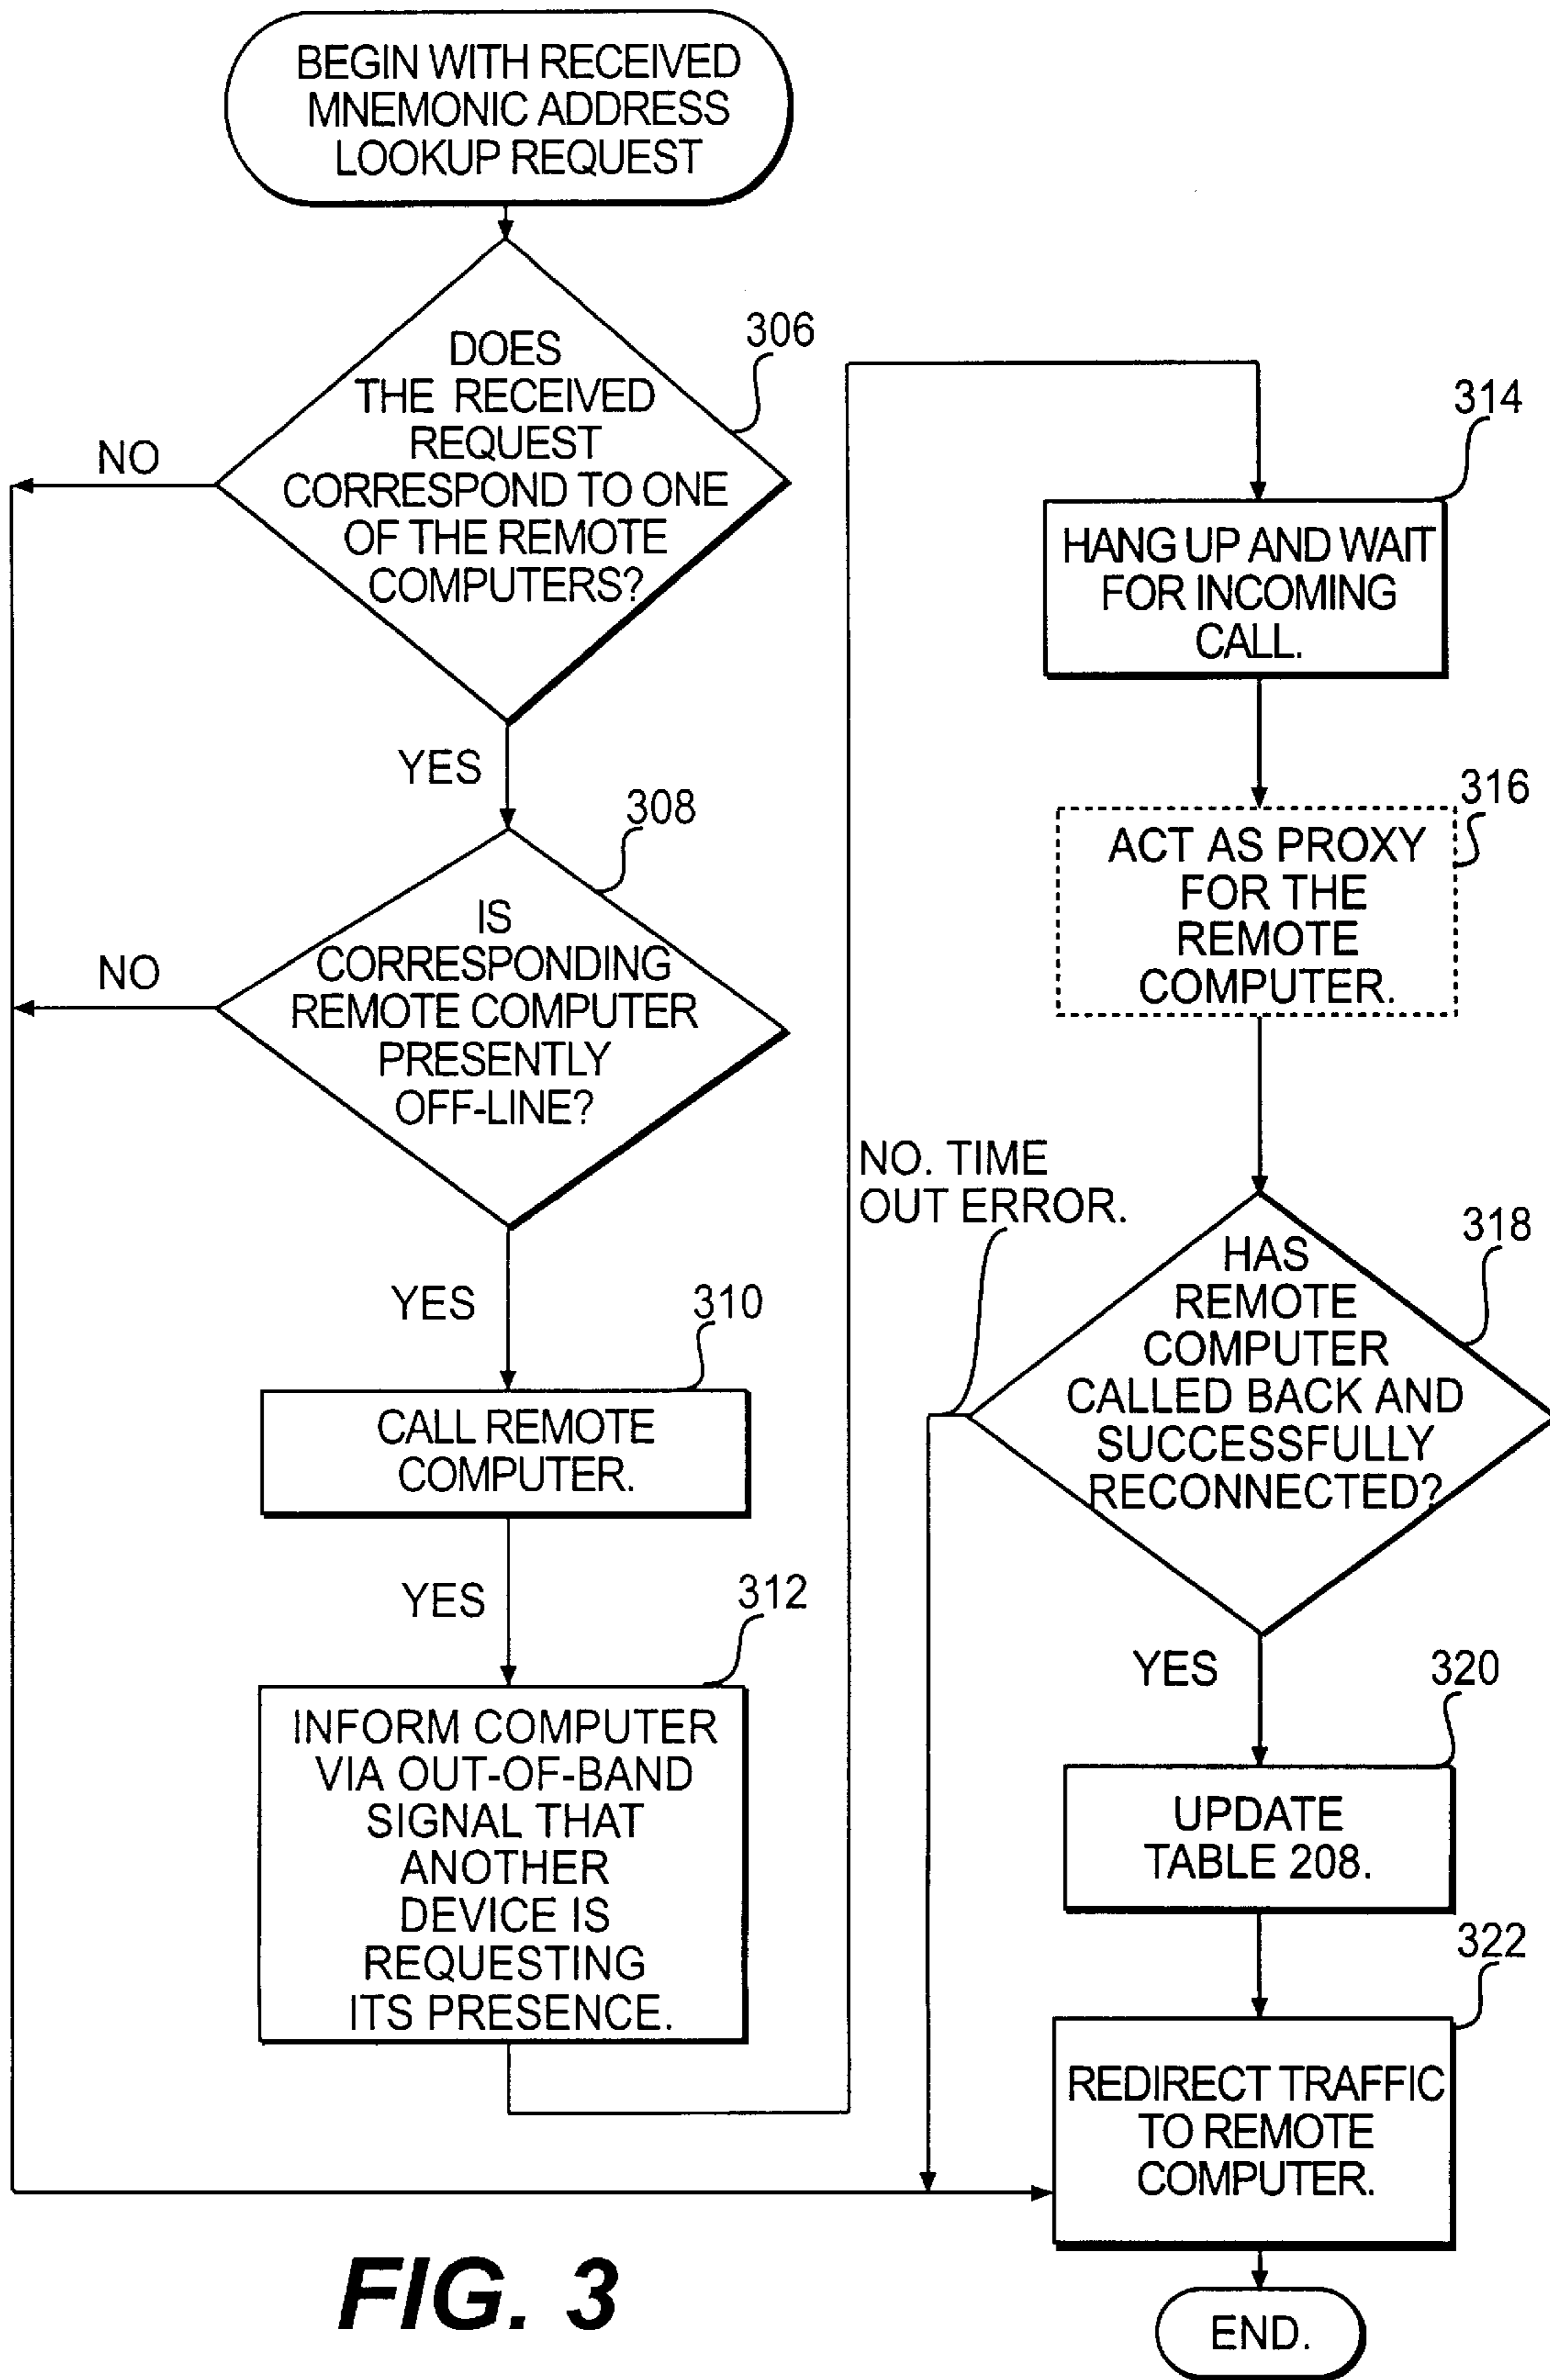 BEGIN WITH RECEIVED
MNEMONIC ADDRESS
LOOKUP REQUEST
306
DOES
THE RECEIVED
REQUEST
CORRESPOND TO ONE
OF THE REMOTE
COMPUTERS?
NO
YES
308
IS
CORRESPONDING
REMOTE COMPUTER
PRESENTLY
OFF-LINE?
NO
YES
310
CALL REMOTE
COMPUTER.
YES
312
INFORM COMPUTER
VIA OUT-OF-BAND
SIGNAL THAT
ANOTHER
DEVICE IS
REQUESTING
ITS PRESENCE.
314
HANG UP AND WAIT
FOR INCOMING
CALL.
316
ACT AS PROXY
FOR THE
REMOTE
COMPUTER.
NO. TIME
OUT ERROR.
318
HAS
REMOTE
COMPUTER
CALLED BACK AND
SUCCESSFULLY
RECONNECTED?
YES
320
UPDATE
TABLE 208.
322
REDIRECT TRAFFIC
TO REMOTE
COMPUTER.
END.
FIG. 3